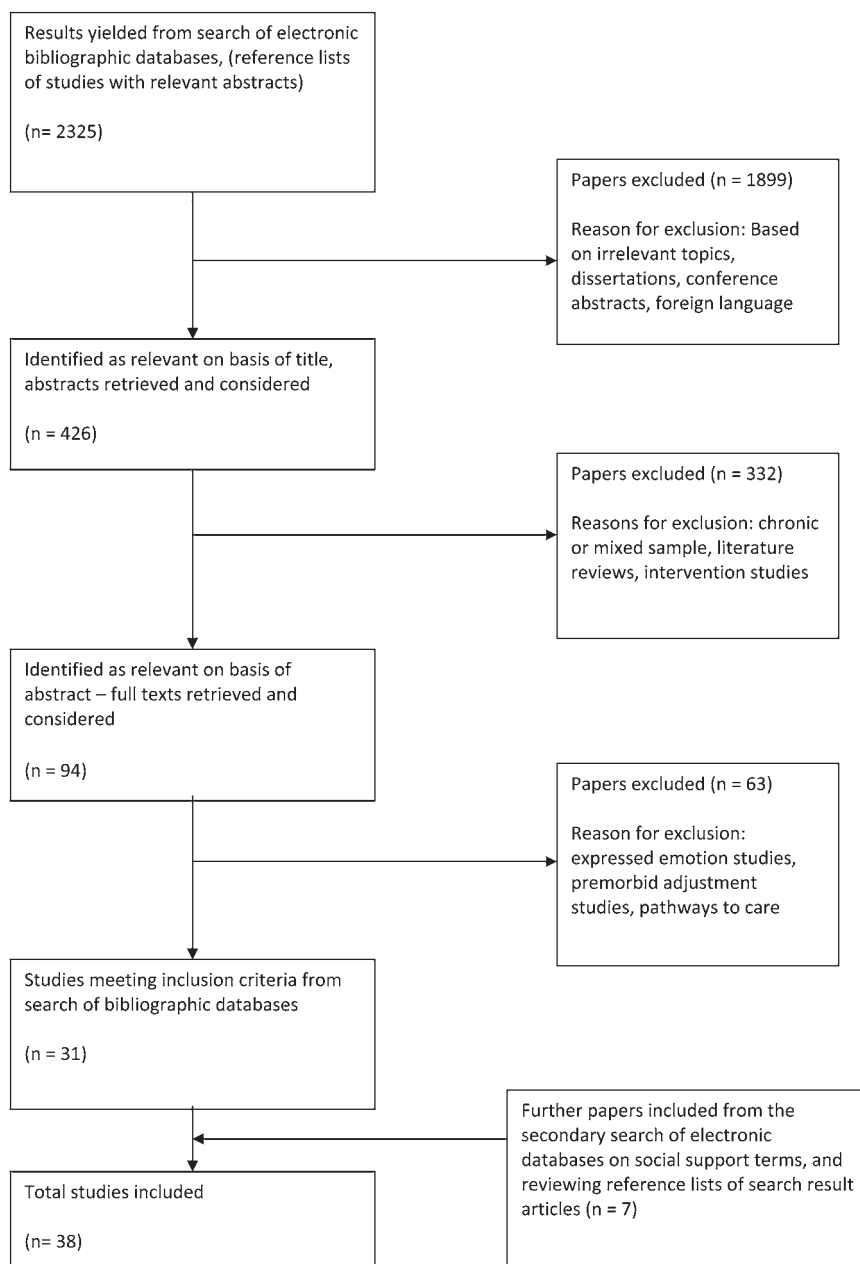 Results yielded from search of electronic
bibliographic databases, (reference lists
of studies with relevant abstracts)
(n= 2325)
Papers excluded (n = 1899)
Reason for exclusion: Based
on irrelevant topics,
dissertations, conference
abstracts, foreign language
Identified as relevant on basis of title,
abstracts retrieved and considered
(n = 426)
Papers excluded (n = 332)
Reasons for exclusion: chronic
or mixed sample, literature
reviews, intervention studies
Identified as relevant on basis of
abstract – full texts retrieved and
considered
(n = 94)
Papers excluded (n = 63)
Reason for exclusion:
expressed emotion studies,
premorbid adjustment
studies, pathways to care
Studies meeting inclusion criteria from
search of bibliographic databases
(n = 31)
Further papers included from the
secondary search of electronic
databases on social support terms, and
reviewing reference lists of search result
articles (n = 7)
Total studies included
(n= 38)